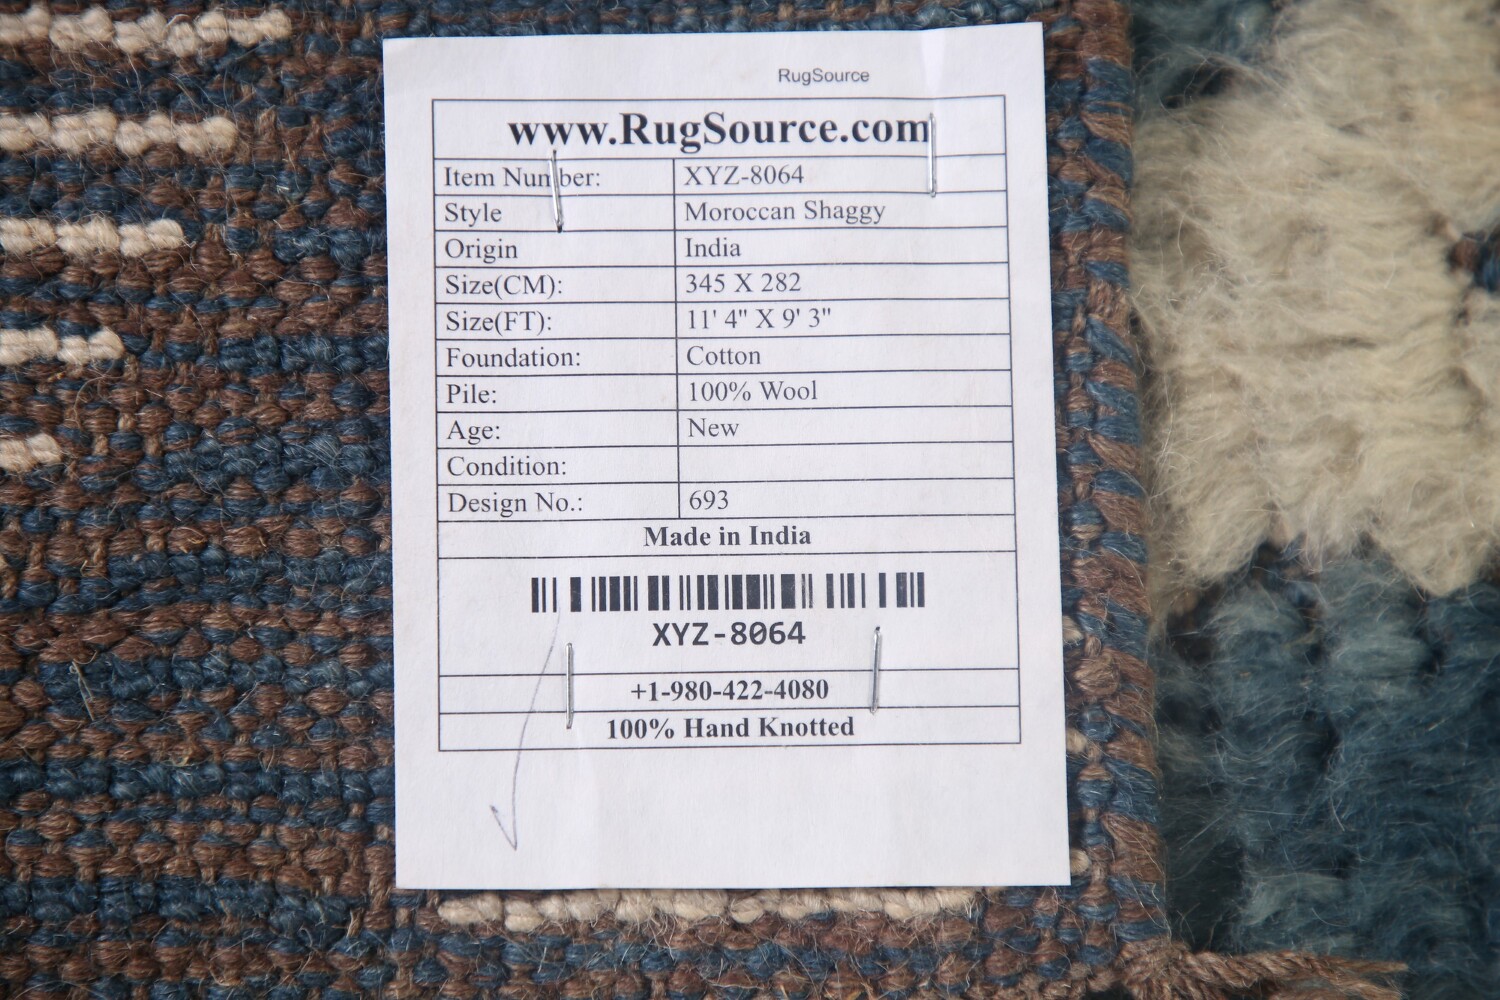 RugSource
www.RugSource.com
Item Number: XYZ-8064
Style Moroccan Shaggy
Origin India
Size(CM): 345 X 282
Size(FT): 11' 4" X 9' 3"
Foundation: Cotton
Pile: 100% Wool
Age: New
Condition:
Design No.: 693
Made in India
XYZ-8064
+1-980-422-4080
100% Hand Knotted